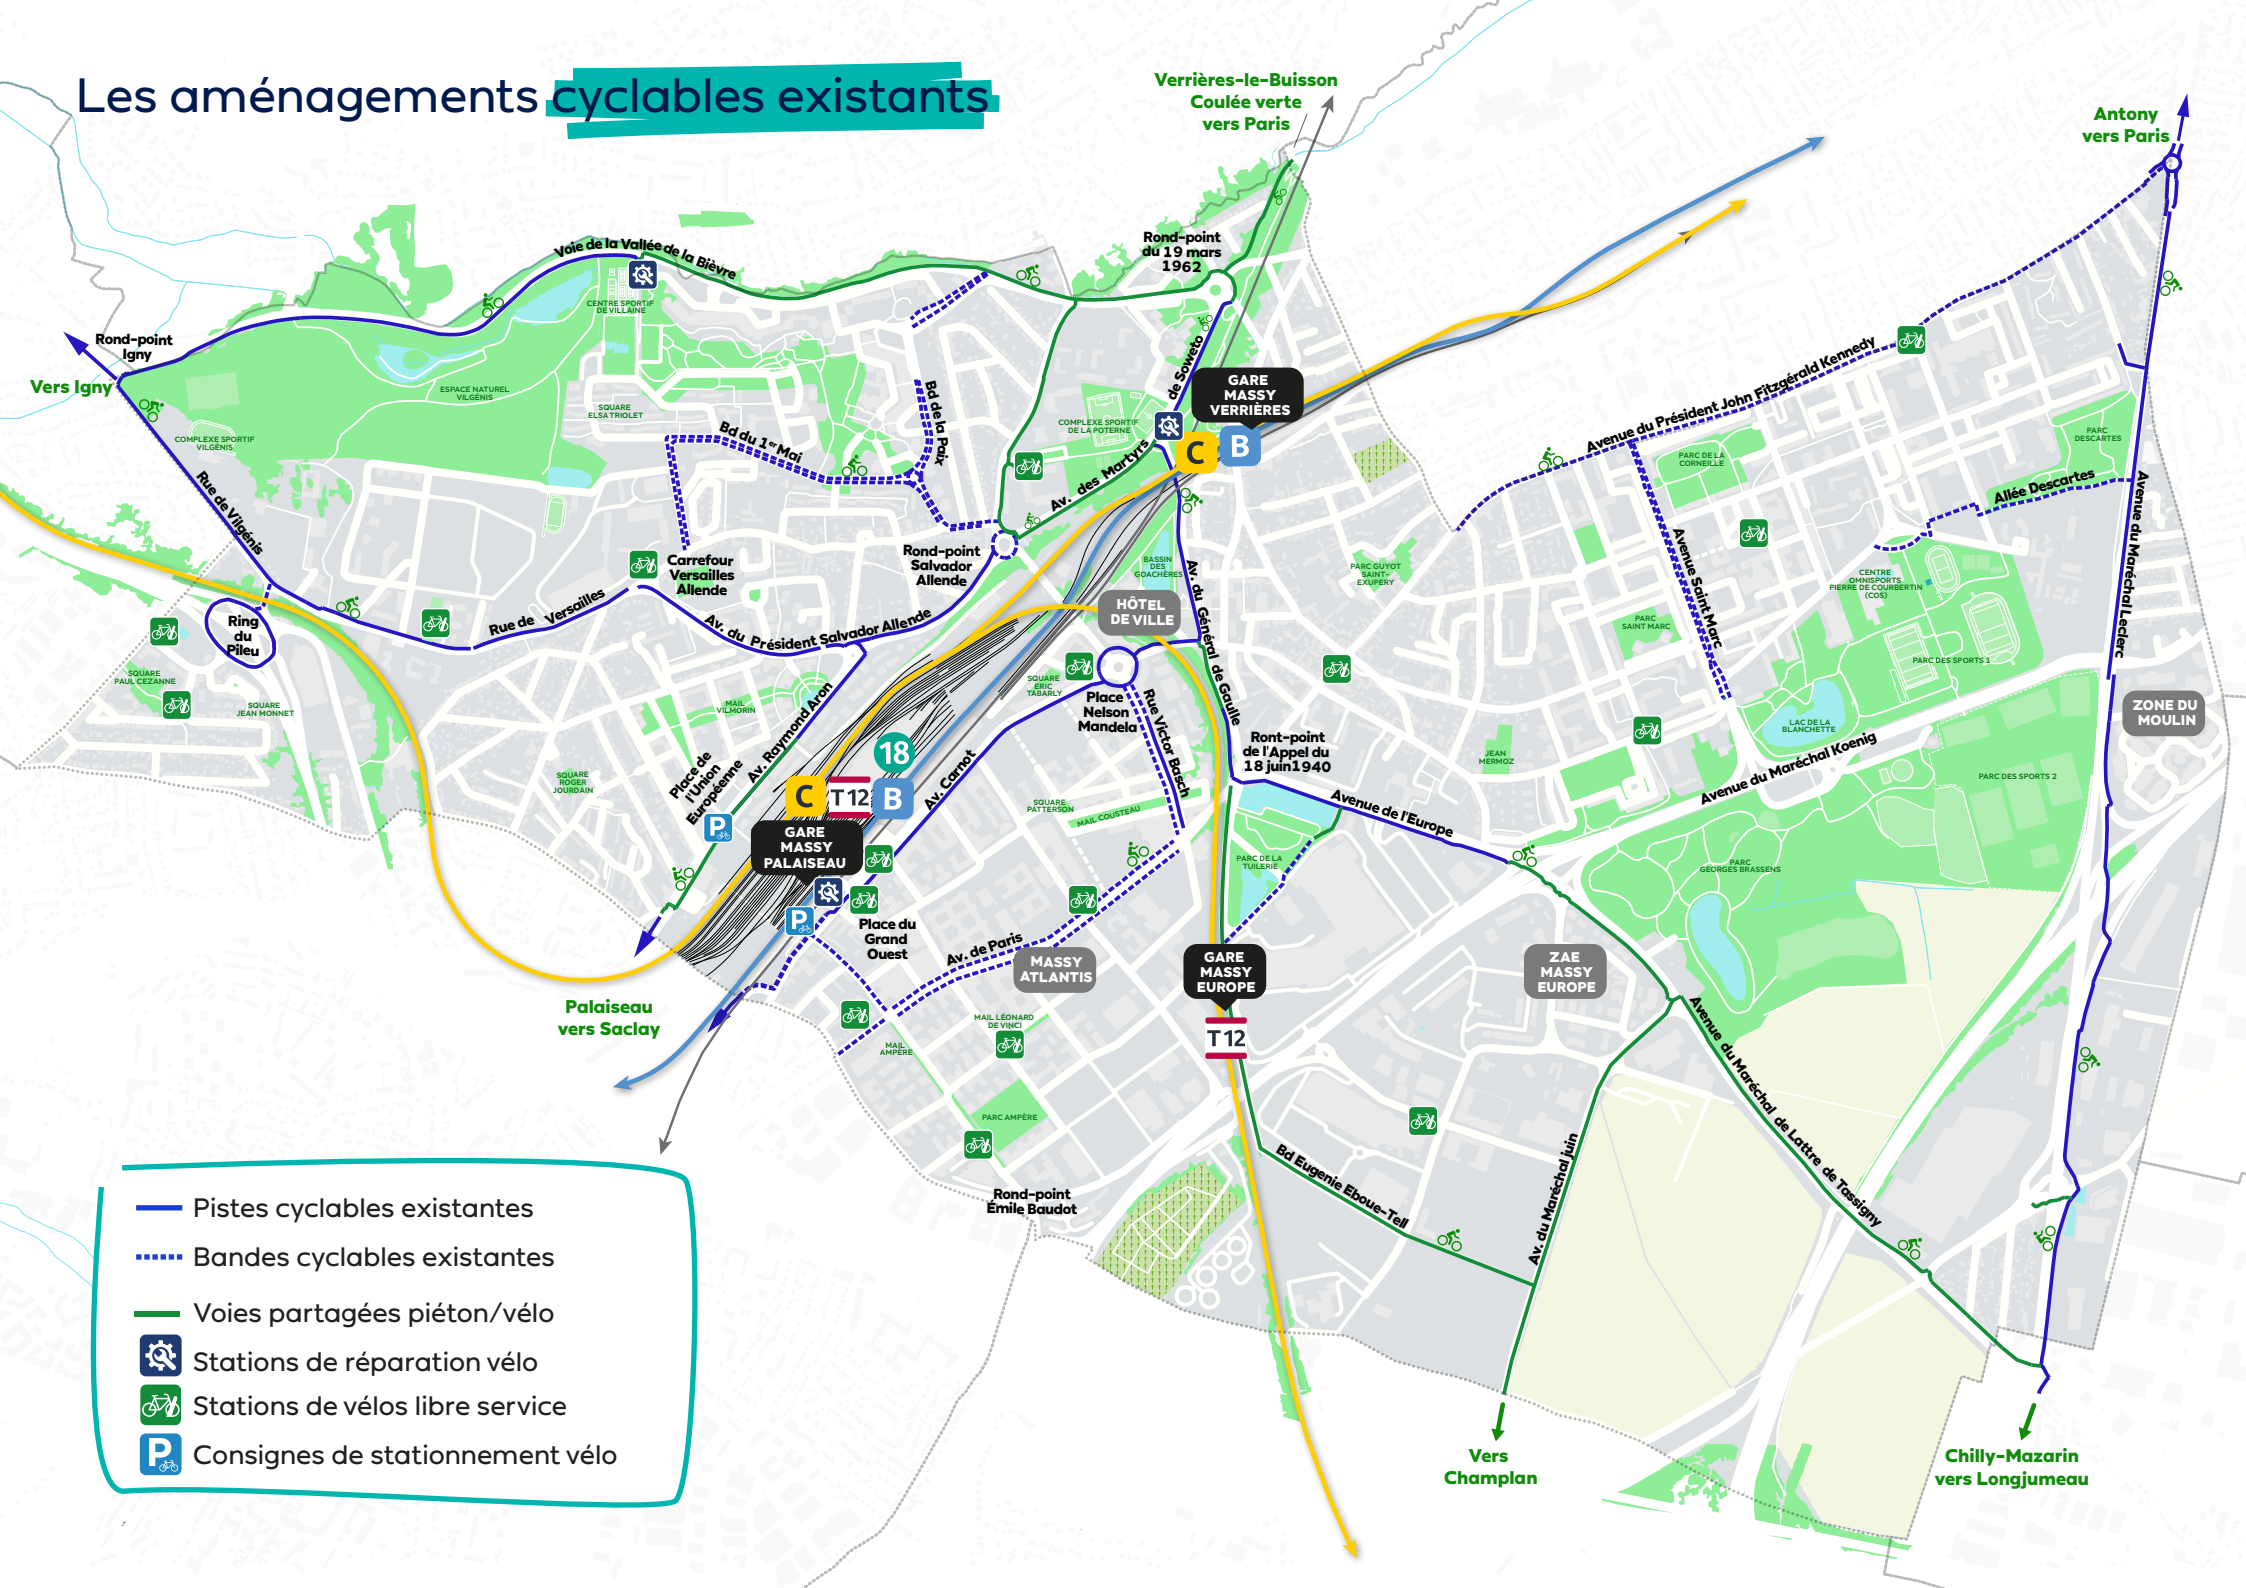 Les aménagements cyclables existants
Verrières-le-Buisson
Coulée verte
vers Paris
Antony
vers Paris
Rond-point
du 19 mars
1962
Voie de la Vallée de la Bièvre
CENTRE SPORTIF
DE VILLAINE
Rond-point
Igny
Vers Igny
ESPACE NATUREL
VILGÉNIS
SQUARE
ELSA TRIOLET
COMPLEXE SPORTIF
VILGÉNIS
Bd du 1er Mai
Bd de la Paix
COMPLEXE SPORTIF
DE LA POTERNE
de Soweto
GARE
MASSY
VERRIÈRES
C
B
Av. des Martyrs
Avenue du Président John Fitzgérald Kennedy
PARC DE LA
CORNEILLE
PARC
DESCARTES
Allée Descartes
Avenue du Maréchal Leclerc
Rue de Vilgénis
Carrefour
Versailles
Allende
Rond-point
Salvador
Allende
BASSIN
DES
GOACHÈRES
PARC GUYOT
SAINT-
EXUPERY
Avenue Saint Marc
CENTRE
OMNISPORTS
PIERRE DE COURBERTIN
(COS)
Ring
du
Pileu
Rue de Versailles
Av. du Président Salvador Allende
HÔTEL
DE VILLE
Av. du Général de Gaulle
PARC
SAINT MARC
PARC DES SPORTS 1
SQUARE
PAUL CEZANNE
SQUARE
JEAN MONNET
MAIL
VILMORIN
Av. Raymond Aron
SQUARE
ERIC
TABARLY
Place
Nelson
Mandela
Rue Victor Basch
ZONE DU
MOULIN
LAC DE LA
BLANCHETTE
Ront-point
de l'Appel du
18 juin1940
JEAN
MERMOZ
Avenue du Maréchal Koenig
PARC DES SPORTS 2
SQUARE
ROGER
JOURDAIN
Place de
l'Union
Européenne
18
C
T 12
B
Av. Carnot
SQUARE
PATTERSON
MAIL COUSTEAU
Avenue de l'Europe
P
GARE
MASSY
PALAISEAU
PARC DE LA
TUILERIE
PARC
GEORGES BRASSENS
P
Place du
Grand
Ouest
Av. de Paris
MASSY
ATLANTIS
GARE
MASSY
EUROPE
ZAE
MASSY
EUROPE
Palaiseau
vers Saclay
MAIL LÉONARD
DE VINCI
MAIL
AMPÈRE
T 12
Avenue du Maréchal de Lattre de Tassigny
PARC AMPÈRE
Bd Eugenie Eboue-Tell
Av. du Maréchal juin
Rond-point
Émile Baudot
Pistes cyclables existantes
Bandes cyclables existantes
Voies partagées piéton/vélo
Stations de réparation vélo
Stations de vélos libre service
P
Consignes de stationnement vélo
Vers
Champlan
Chilly-Mazarin
vers Longjumeau